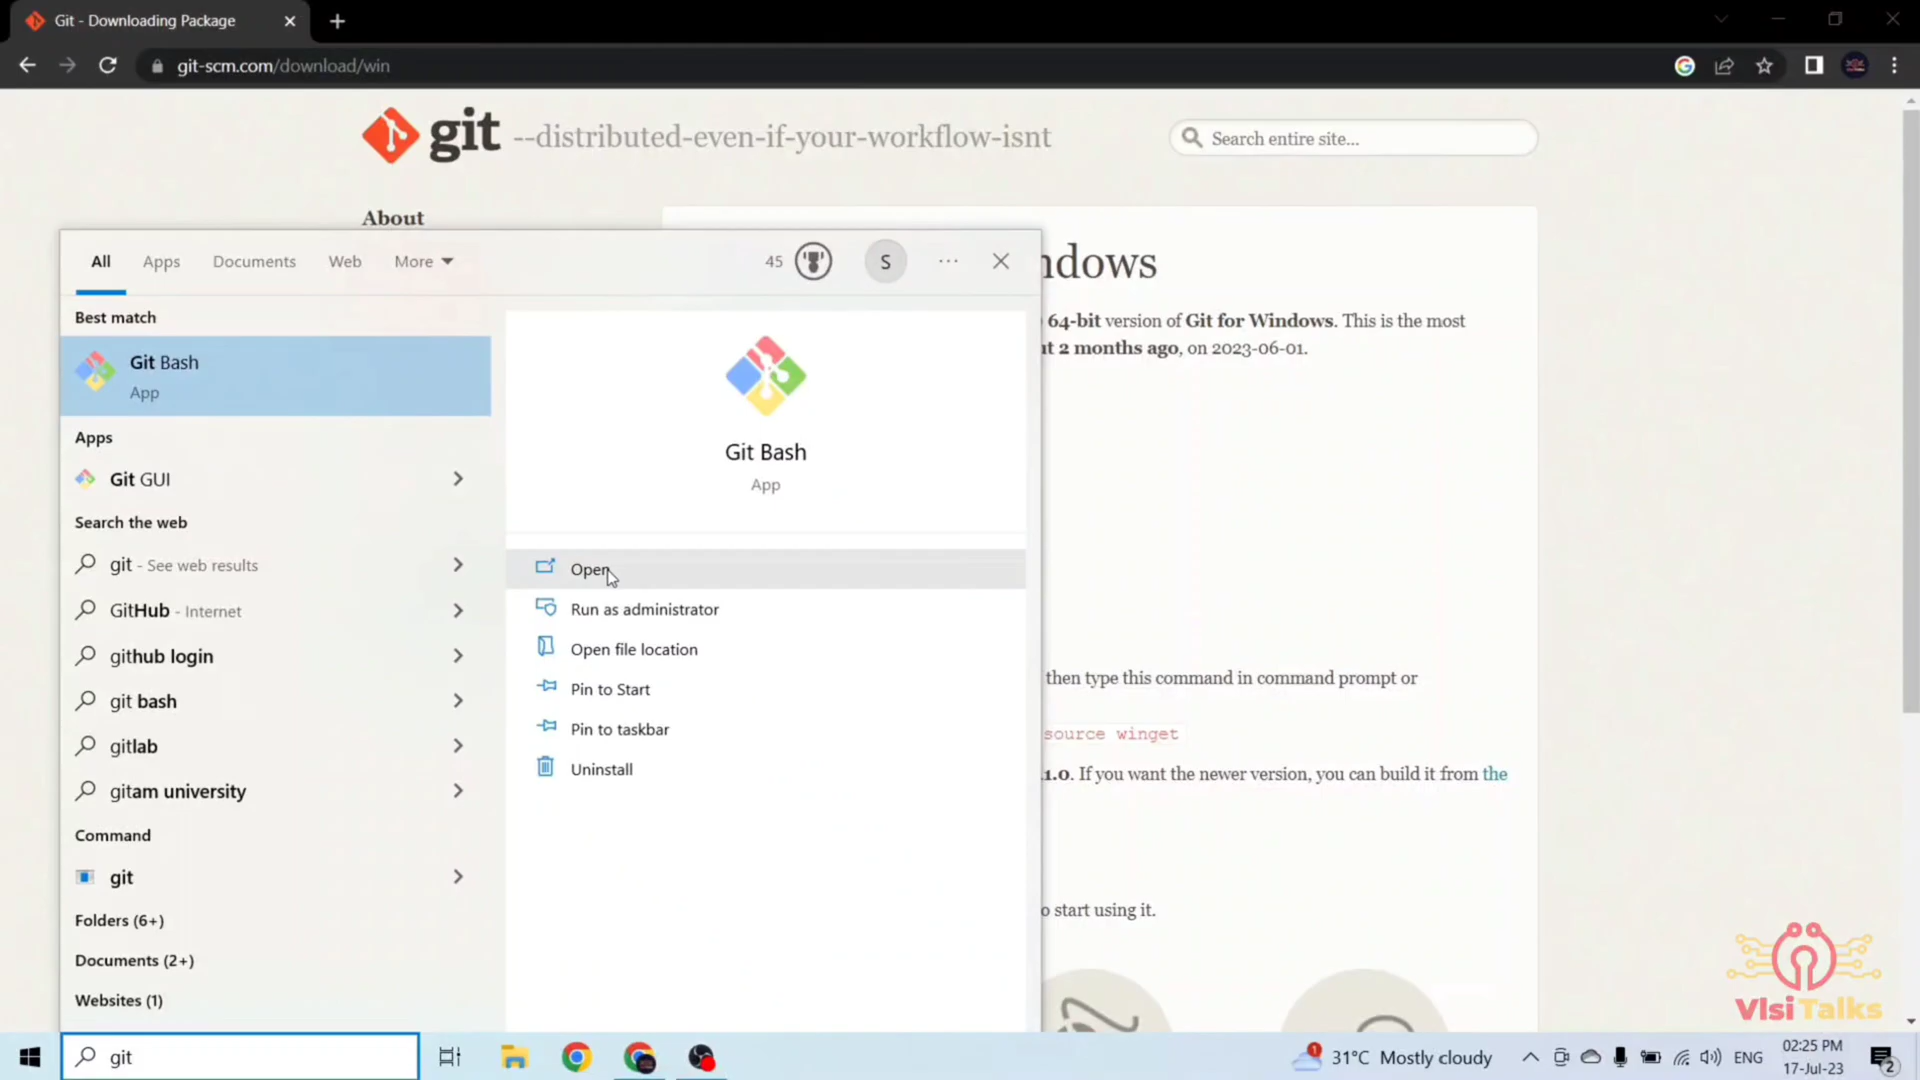 Git - Downloading Package
git-scm.com/download/win
git --distributed-even-if-your-workflow-isnt
Search entire site...
About
ndows
64-bit version of Git for Windows. This is the most
t 2 months ago, on 2023-06-01.
then type this command in command prompt or
source winget
.1.0. If you want the newer version, you can build it from the
o start using it.
All Apps Documents Web More
45
S
Best match
Git Bash
App
Apps
Git GUI
Search the web
git - See web results
GitHub - Internet
github login
git bash
gitlab
gitam university
Command
git
Folders (6+)
Documents (2+)
Websites (1)
Git Bash
App
Open
Run as administrator
Open file location
Pin to Start
Pin to taskbar
Uninstall
VlsiTalks
git
1
31°C Mostly cloudy
ENG
02:25 PM
17-Jul-23
2